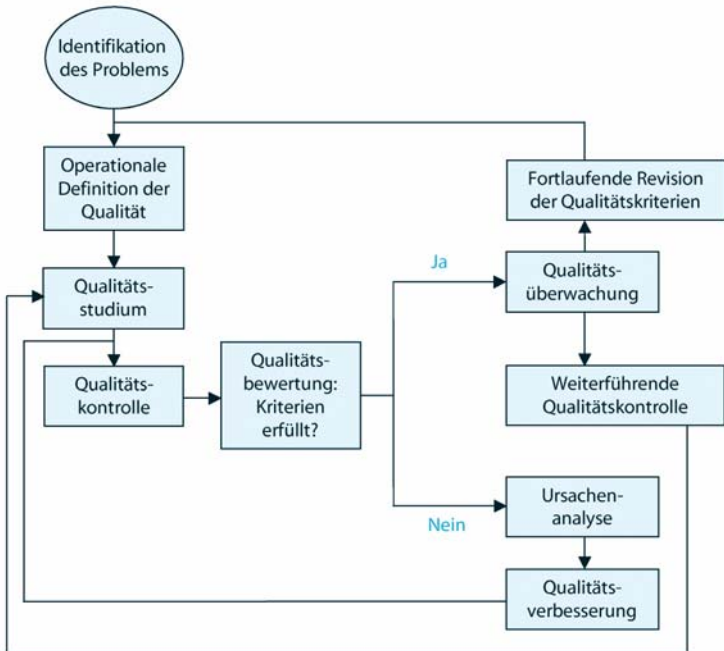 Identifikation
des Problems
Operationale
Definition der
Qualität
Fortlaufende Revision
der Qualitätskriterien
Qualitäts-
studium
Ja
Qualitäts-
überwachung
Qualitäts-
kontrolle
Qualitäts-
bewertung:
Kriterien
erfüllt?
Weiterführende
Qualitätskontrolle
Nein
Ursachen-
analyse
Qualitäts-
verbesserung